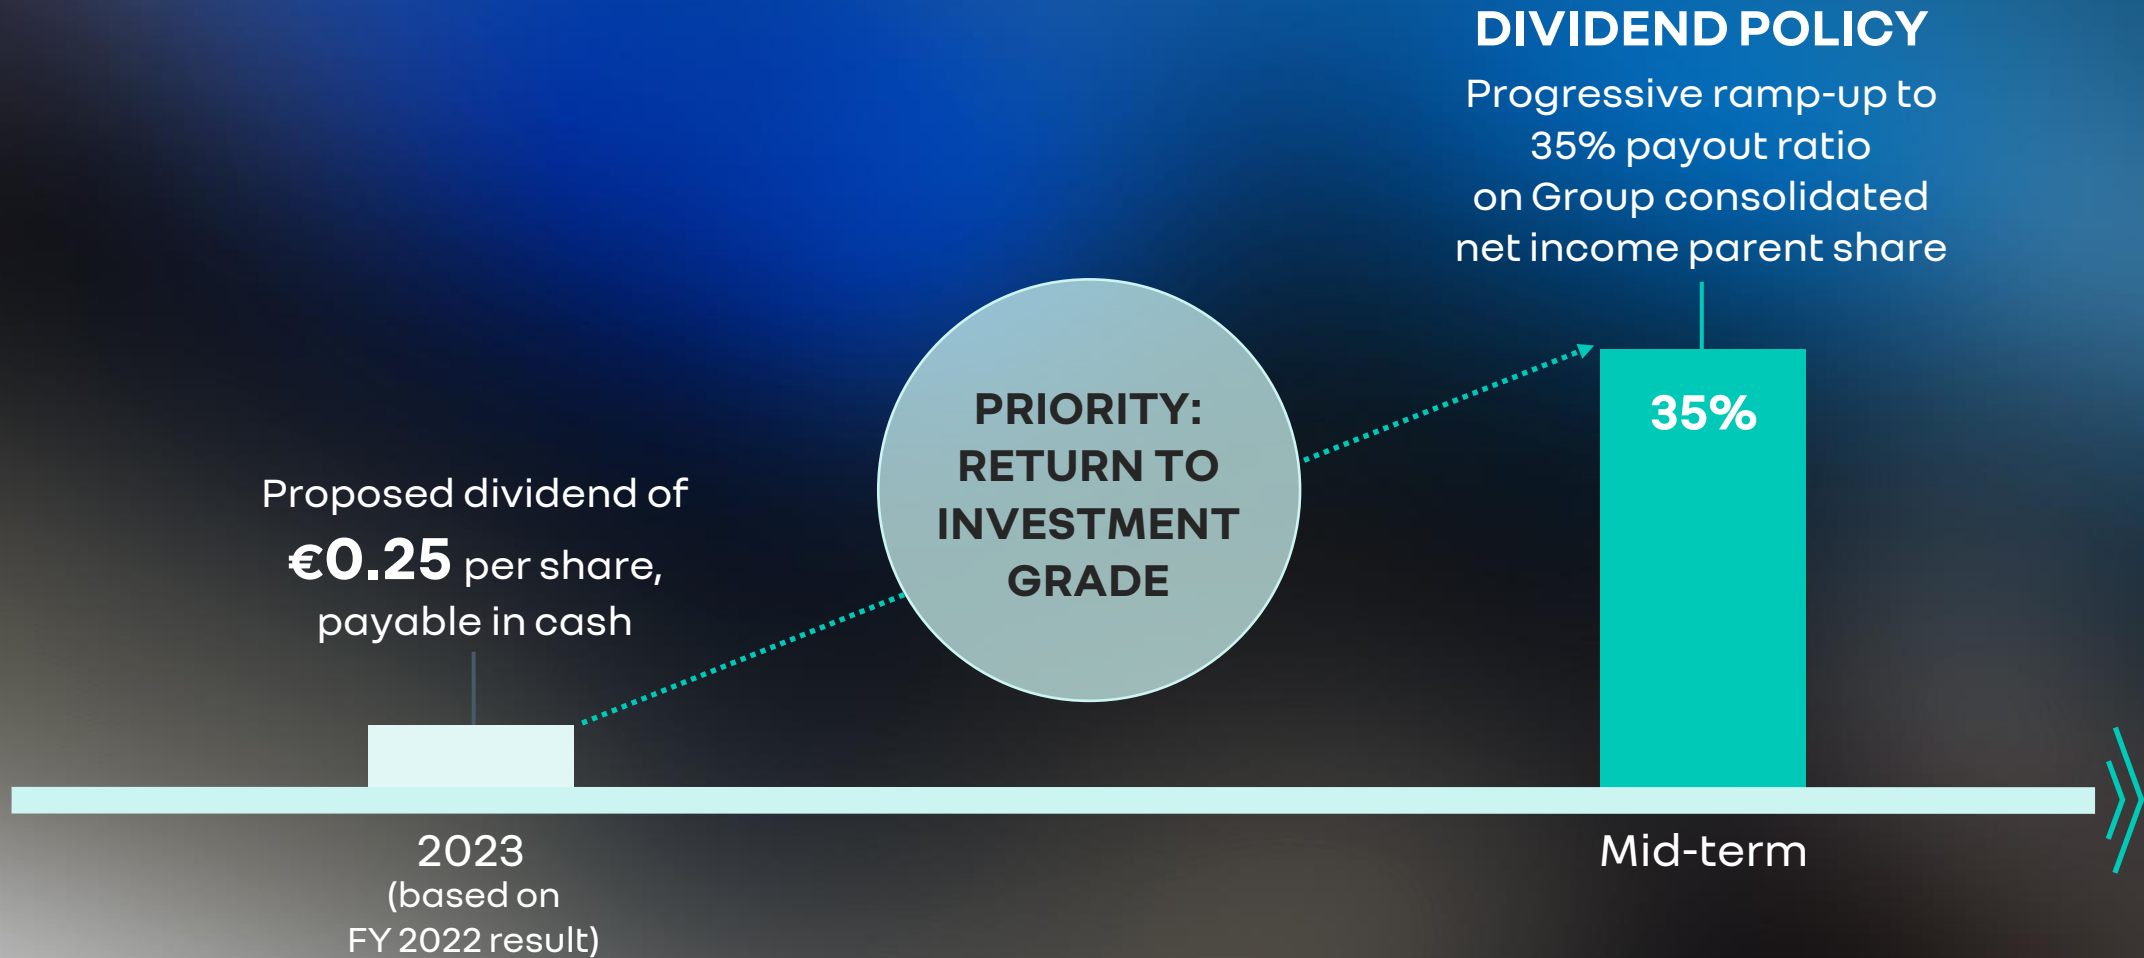 DIVIDEND POLICY
Progressive ramp-up to
35% payout ratio
on Group consolidated
net income parent share
PRIORITY:
RETURN TO
INVESTMENT
GRADE
35%
Proposed dividend of
€0.25 per share,
payable in cash
2023
(based on
FY 2022 result)
Mid-term